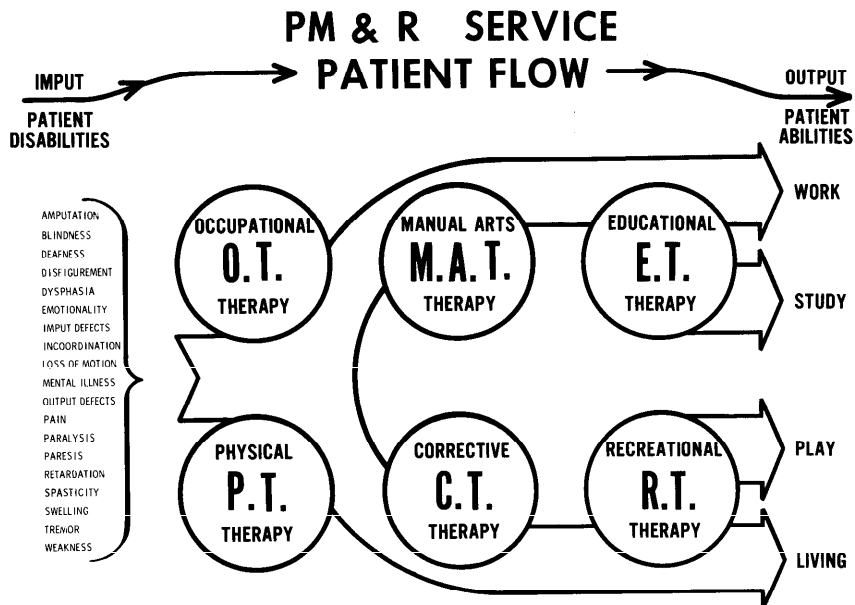 PM & R SERVICE
PATIENT FLOW
IMPUT
PATIENT
DISABILITIES
OUTPUT
PATIENT
ABILITIES
AMPUTATION
BLINDNESS
DEAFNESS
DISFIGUREMENT
DYSPHASIA
EMOTIONALITY
IMPUT DEFECTS
INCOORDINATION
LOSS OF MOTION
MENTAL ILLNESS
OUTPUT DEFECTS
PAIN
PARALYSIS
PARESIS
RETARDATION
SPASTICITY
SWELLING
TREMOR
WEAKNESS
OCCUPATIONAL
O.T.
THERAPY
MANUAL ARTS
M.A.T.
THERAPY
EDUCATIONAL
E.T.
THERAPY
PHYSICAL
P.T.
THERAPY
CORRECTIVE
C.T.
THERAPY
RECREATIONAL
R.T.
THERAPY
WORK
STUDY
PLAY
LIVING